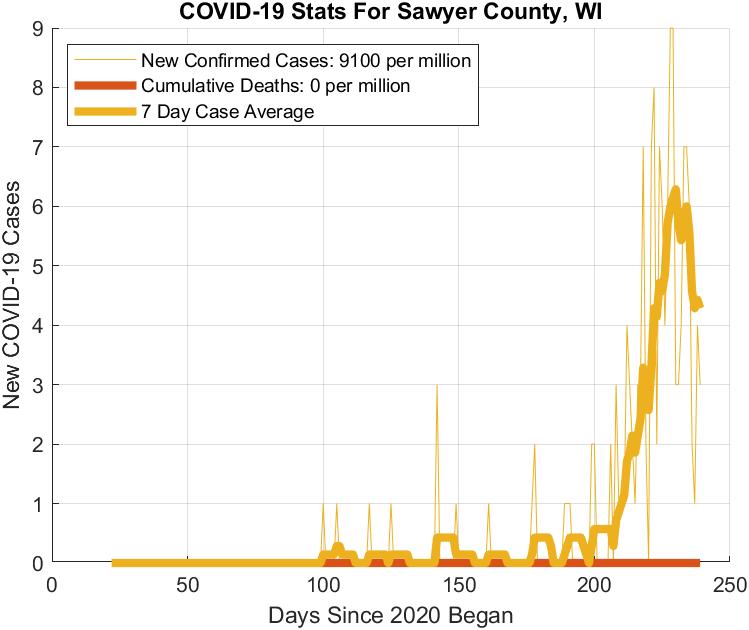 COVID-19 Stats For Sawyer County, WI
New Confirmed Cases: 9100 per million
Cumulative Deaths: 0 per million
7 Day Case Average
New COVID-19 Cases
9
8
7
6
5
4
3
2
1
0
0 50 100 150 200 250
Days Since 2020 Began